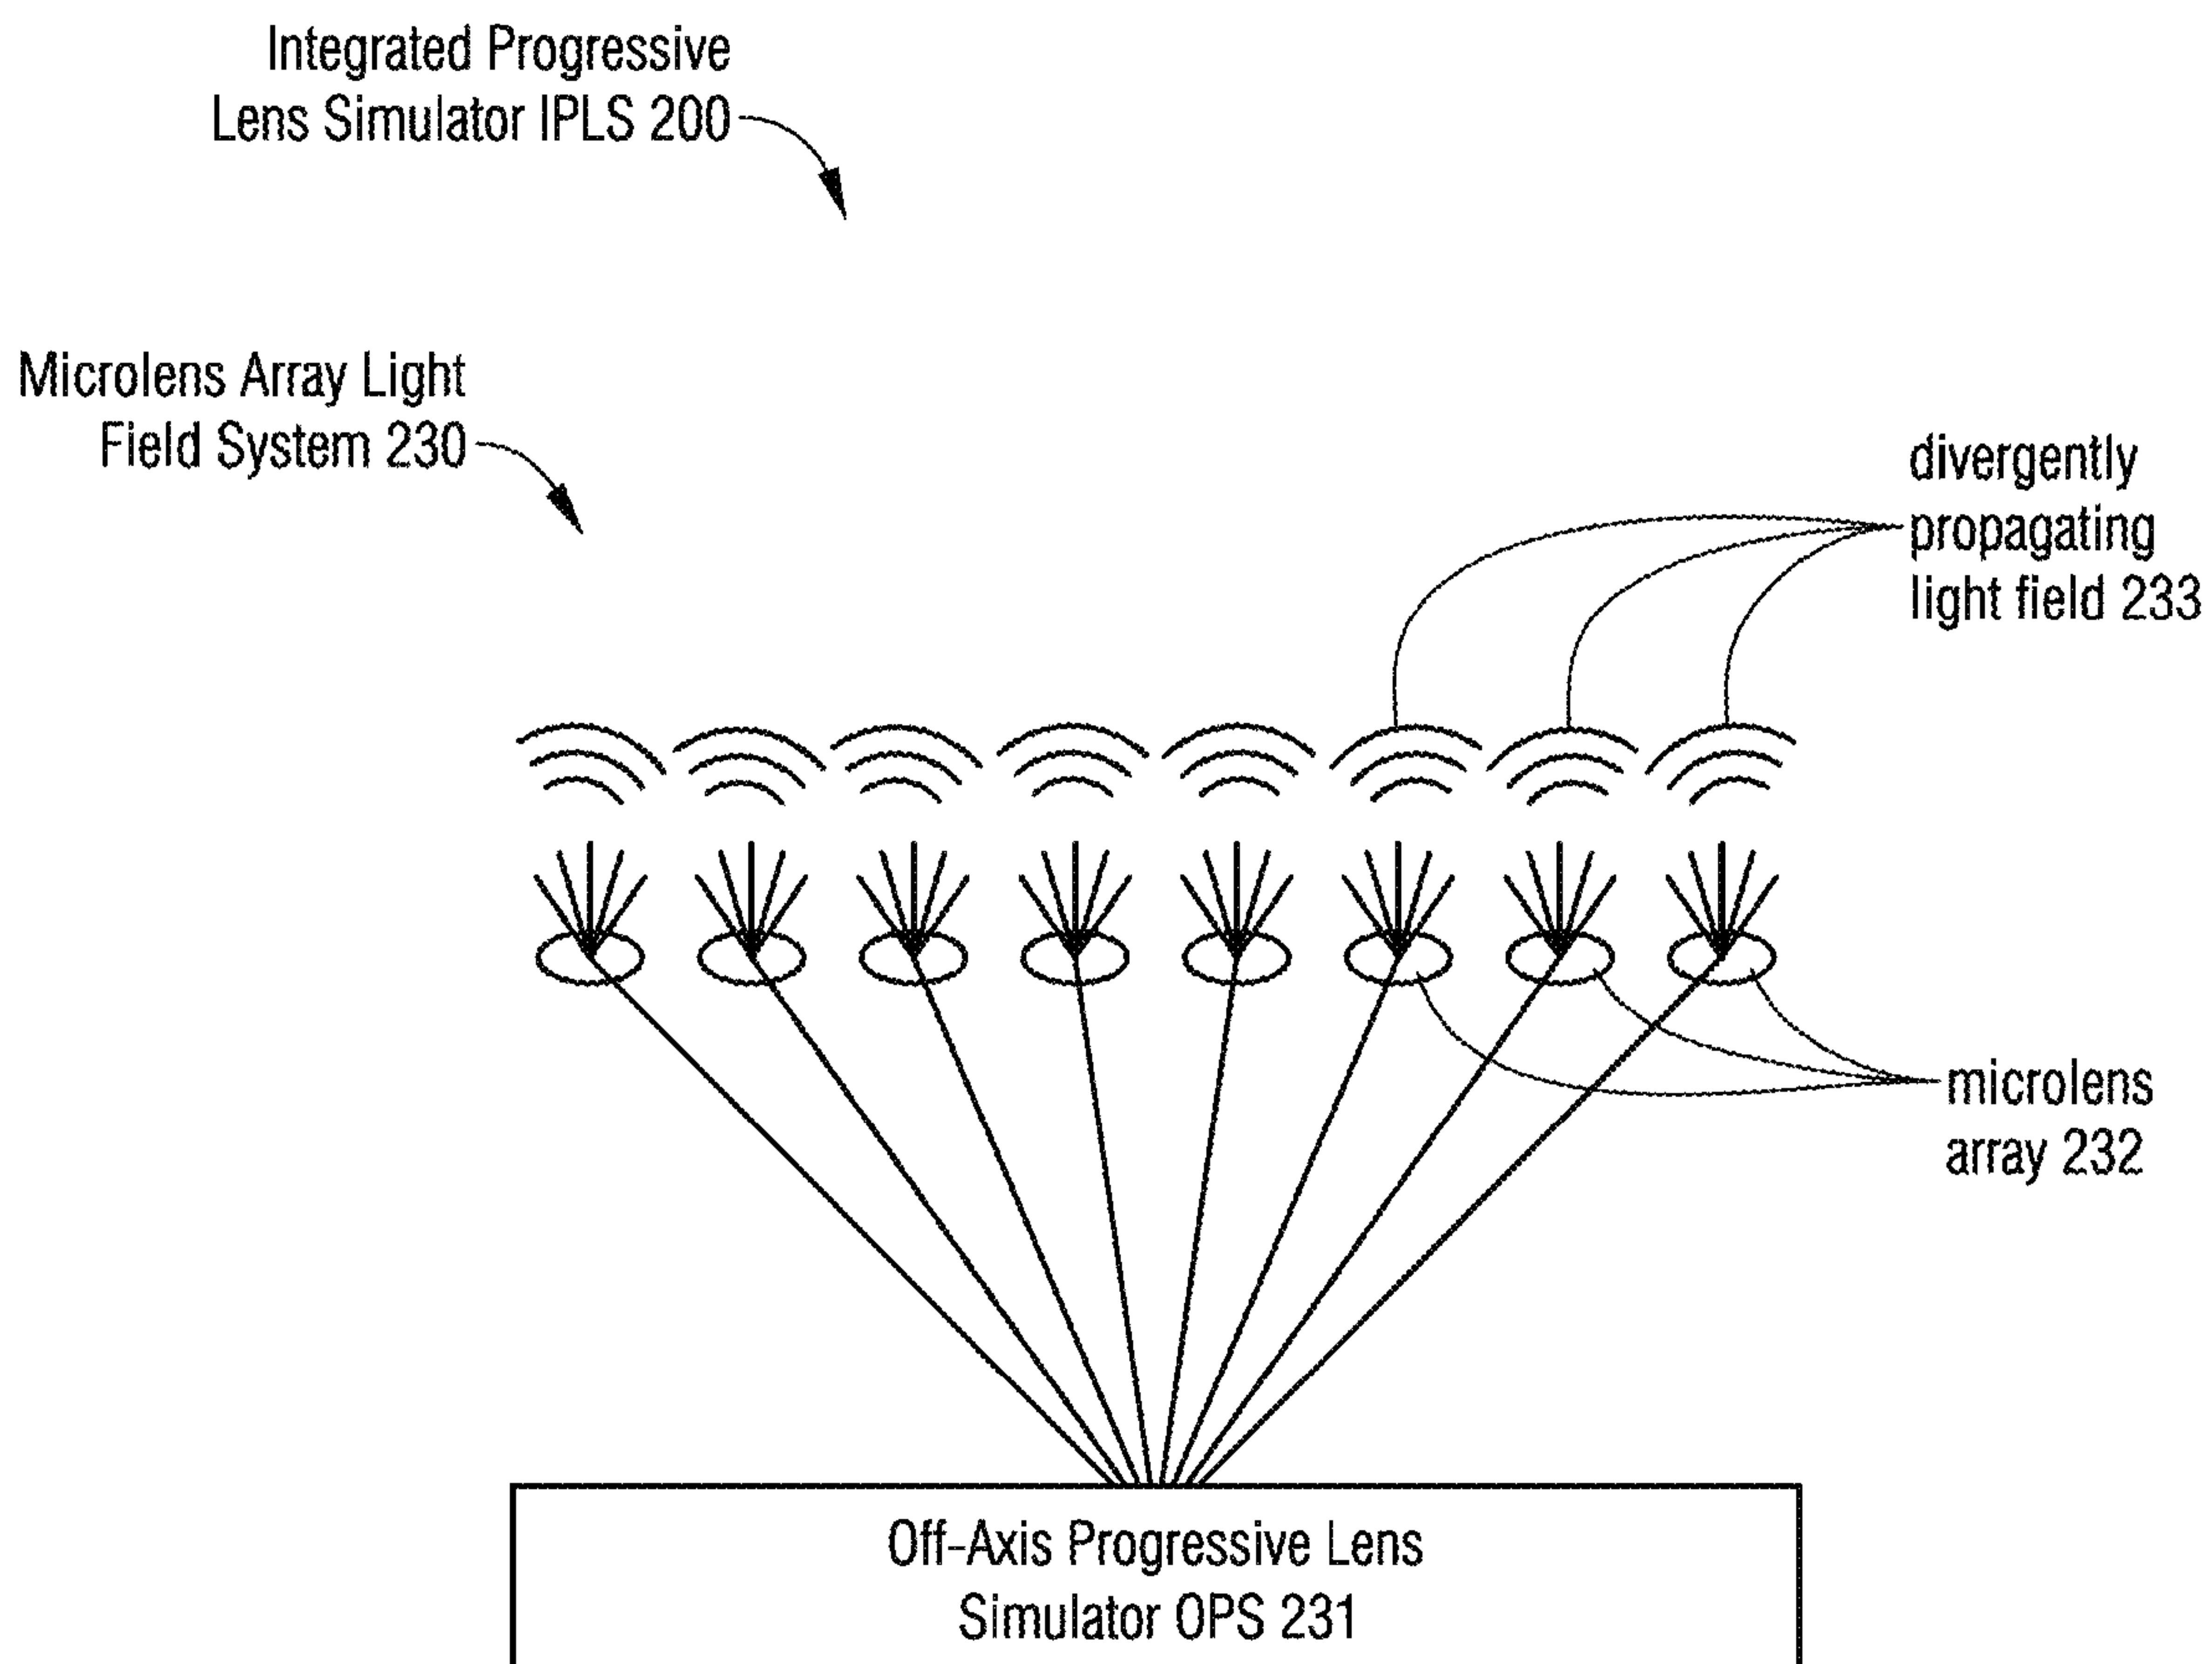 Integrated Progressive
Lens Simulator IPLS 200
Microlens Array Light
Field System 230
divergently
propagating
light field 233
microlens
array 232
Off-Axis Progressive Lens
Simulator OPS 231